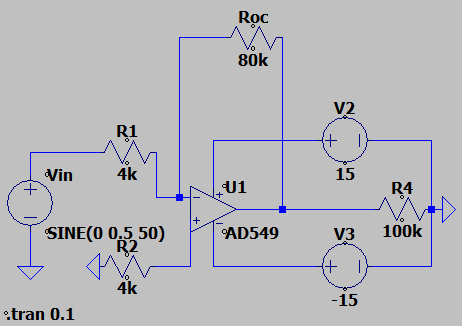 Roc
80k
V2
R1
15
4k
Vin
U1
R4
AD549
100k
V3
SINE(0 0.5 50)
R2
4k
-15
.tran 0.1